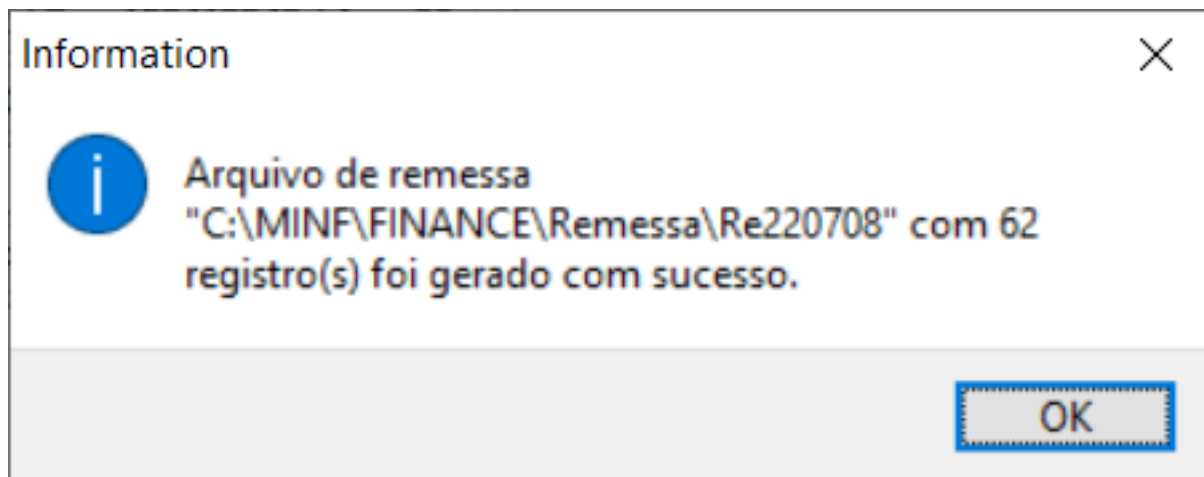 Information
Arquivo de remessa
"C:\MINF\FINANCE\Remessa\Re220708" com 62
registro(s) foi gerado com sucesso.
OK